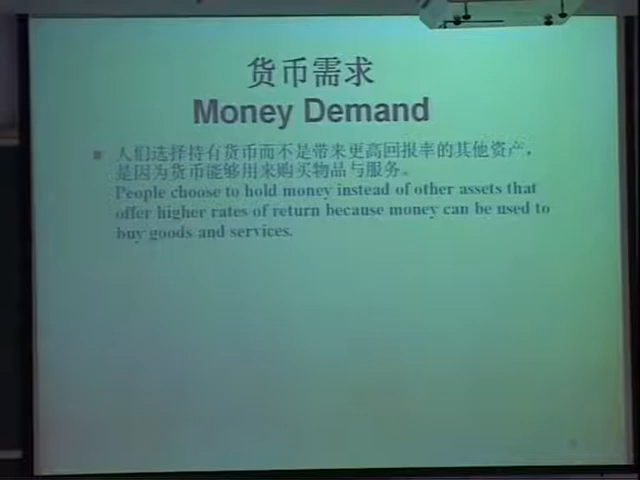 货币需求
Money Demand
人们选择持有货币而不是带来更高回报率的其他资产，
是因为货币能够用来购买物品与服务。
People choose to hold money instead of other assets that
offer higher rates of return because money can be used to
buy goods and services.